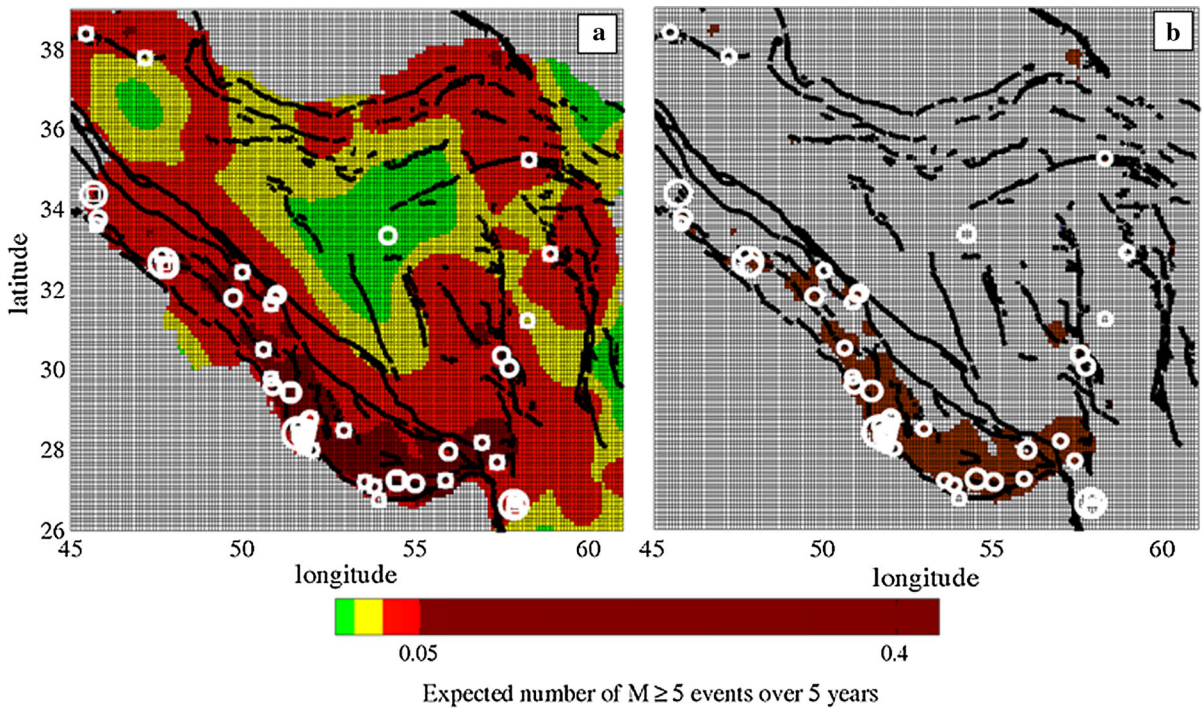 a
b
38
36
34
32
30
28
26
latitude
45 50 55 60
45 50 55 60
longitude
longitude
0.05 0.4
Expected number of M ≥ 5 events over 5 years